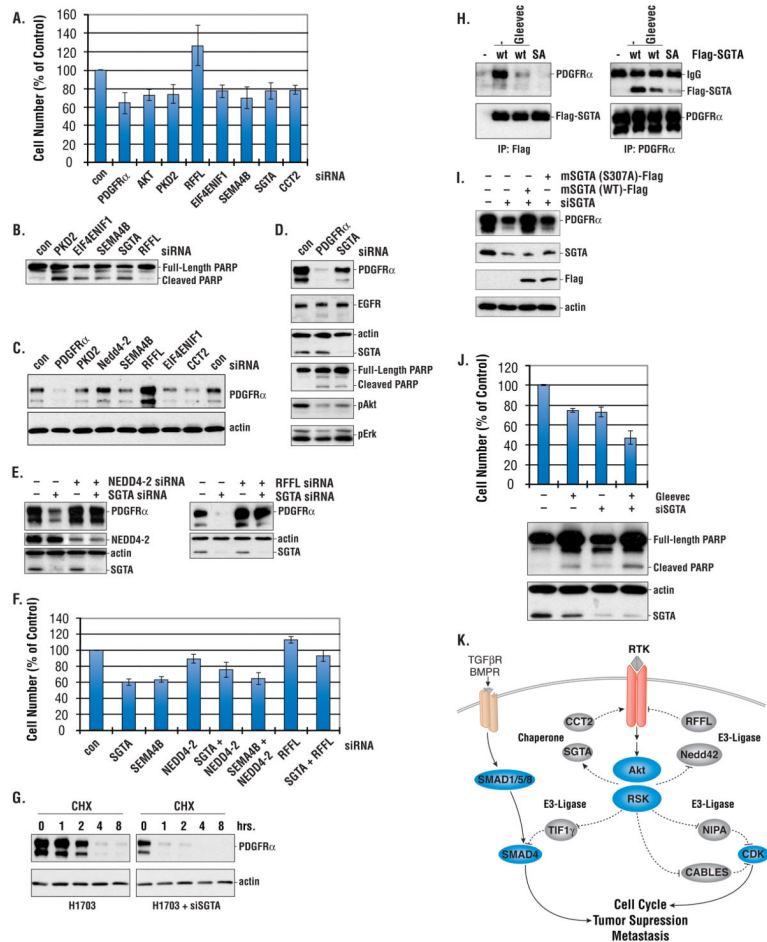 A.
Cell Number (% of Control)
160
140
120
100
80
60
40
20
0
con
PDGFRα
AKT
PKD2
RFFL
EIF4ENIF1
SEMA4B
SGTA
CCT2
siRNA
B.
con
PKD2
EIF4ENIF1
SEMA4B
SGTA
RFFL
siRNA
Full-Length PARP
Cleaved PARP
C.
con
PDGFRα
PKD2
Nedd4-2
SEMA4B
RFFL
EiF4ENIF1
CCT2
con
siRNA
PDGFRα
actin
D.
con
PDGFRα
SGTA
siRNA
PDGFRα
EGFR
actin
SGTA
Full-Length PARP
Cleaved PARP
pAkt
pErk
E.
– – + + NEDD4-2 siRNA
– + – + SGTA siRNA
PDGFRα
NEDD4-2
actin
SGTA
– – + + RFFL siRNA
– + – + SGTA siRNA
PDGFRα
actin
SGTA
F.
Cell Number (% of Control)
140
120
100
80
60
40
20
0
con
SGTA
SEMA4B
NEDD4-2
SGTA + NEDD4-2
SEMA4B + NEDD4-2
RFFL
SGTA + RFFL
siRNA
G.
CHX CHX
0 1 2 4 8 0 1 2 4 8 hrs.
PDGFRα
actin
H1703 H1703 + siSGTA
H.
- Gleevec - Gleevec
- wt wt SA - wt wt SA Flag-SGTA
PDGFRα
Flag-SGTA
IP: Flag
IgG
Flag-SGTA
PDGFRα
IP: PDGFRα
I.
– – – + mSGTA (S307A)-Flag
– – + – mSGTA (WT)-Flag
– + + + siSGTA
PDGFRα
SGTA
Flag
actin
J.
Cell Number (% of Control)
120
100
80
60
40
20
0
– + – + Gleevec
– – + + siSGTA
Full-length PARP
Cleaved PARP
actin
SGTA
K.
TGFβR
BMPR
RTK
CCT2
RFFL
Chaperone
E3-Ligase
SGTA
Nedd42
Akt
SMAD1/5/8
RSK
E3-Ligase
E3-Ligase
TIF1γ
NIPA
SMAD4
CDK
CABLES
Cell Cycle
Tumor Supression
Metastasis